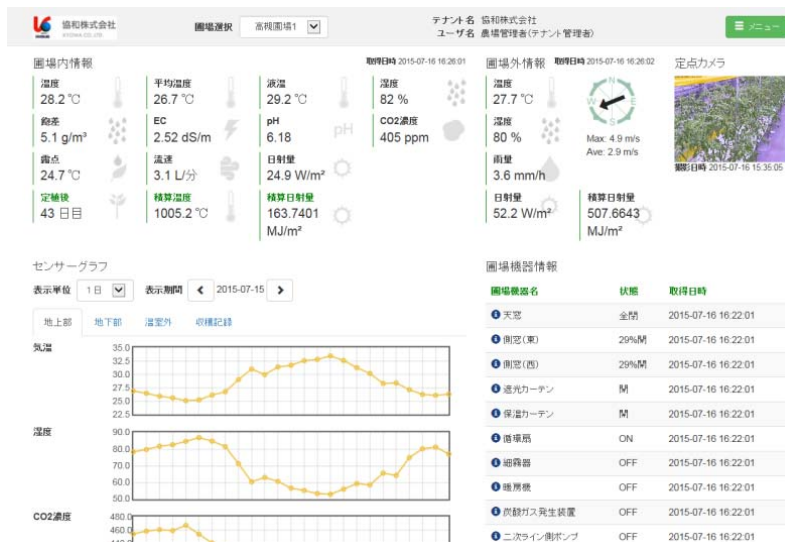 協和株式会社
KYOWA CO.,LTD
圃場選択 高槻圃場1
テナント名 協和株式会社
ユーザ名 農場管理者(テナント管理者)
メニュー
圃場内情報 取得日時 2015-07-16 16:26:01
温度 平均温度 液温 湿度
28.2 ℃ 26.7 ℃ 29.2 ℃ 82 %
飽差 EC pH CO2濃度
5.1 g/m³ 2.52 dS/m 6.18 405 ppm
pH
露点 流速 日射量
24.7 ℃ 3.1 L/分 24.9 W/m²
定植後 積算温度 積算日射量
43 日目 1005.2 ℃ 163.7401
MJ/m²
圃場外情報 取得日時 2015-07-16 16:26:02
温度
27.7 ℃
N
W E
S
湿度
80 %
Max: 4.9 m/s
Ave: 2.9 m/s
雨量
3.6 mm/h
日射量 積算日射量
52.2 W/m² 507.6643
MJ/m²
定点カメラ
撮影日時 2015-07-16 15:35:05
センサーグラフ
表示単位 1日 表示期間 2015-07-15
地上部 地下部 温室外 収穫記録
気温
35.0
32.5
30.0
27.5
25.0
22.5
湿度
90.0
80.0
70.0
60.0
50.0
CO2濃度
480.0
460.0
440.0
圃場機器情報
圃場機器名 状態 取得日時
天窓 全閉 2015-07-16 16:22:01
側窓(東) 29%開 2015-07-16 16:22:01
側窓(西) 29%開 2015-07-16 16:22:01
遮光カーテン 開 2015-07-16 16:22:01
保温カーテン 開 2015-07-16 16:22:01
循環扇 ON 2015-07-16 16:22:01
細霧器 OFF 2015-07-16 16:22:01
暖房機 OFF 2015-07-16 16:22:01
炭酸ガス発生装置 OFF 2015-07-16 16:22:01
二次ライン側ポンプ OFF 2015-07-16 16:22:01